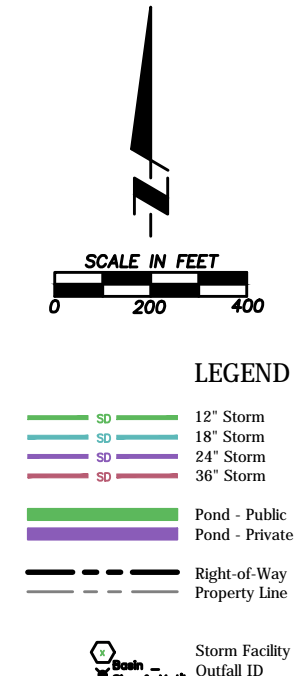 N
SCALE IN FEET
0 200 400
LEGEND
SD 12" Storm
SD 18" Storm
SD 24" Storm
SD 36" Storm
Pond - Public
Pond - Private
Right-of-Way
Property Line
x Storm Facility
Basin - Outfall ID